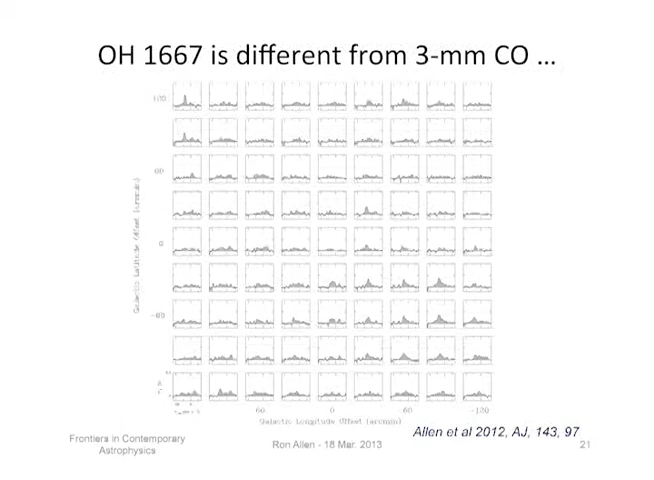 OH 1667 is different from 3-mm CO ...
100
60
0
-60
Galactic Latitude Offset (arcmin)
60
0
-60
-120
Galactic Longitude Offset (arcmin)
Allen et al 2012, AJ, 143, 97
Frontiers in Contemporary
Astrophysics
Ron Allen - 18 Mar. 2013
21